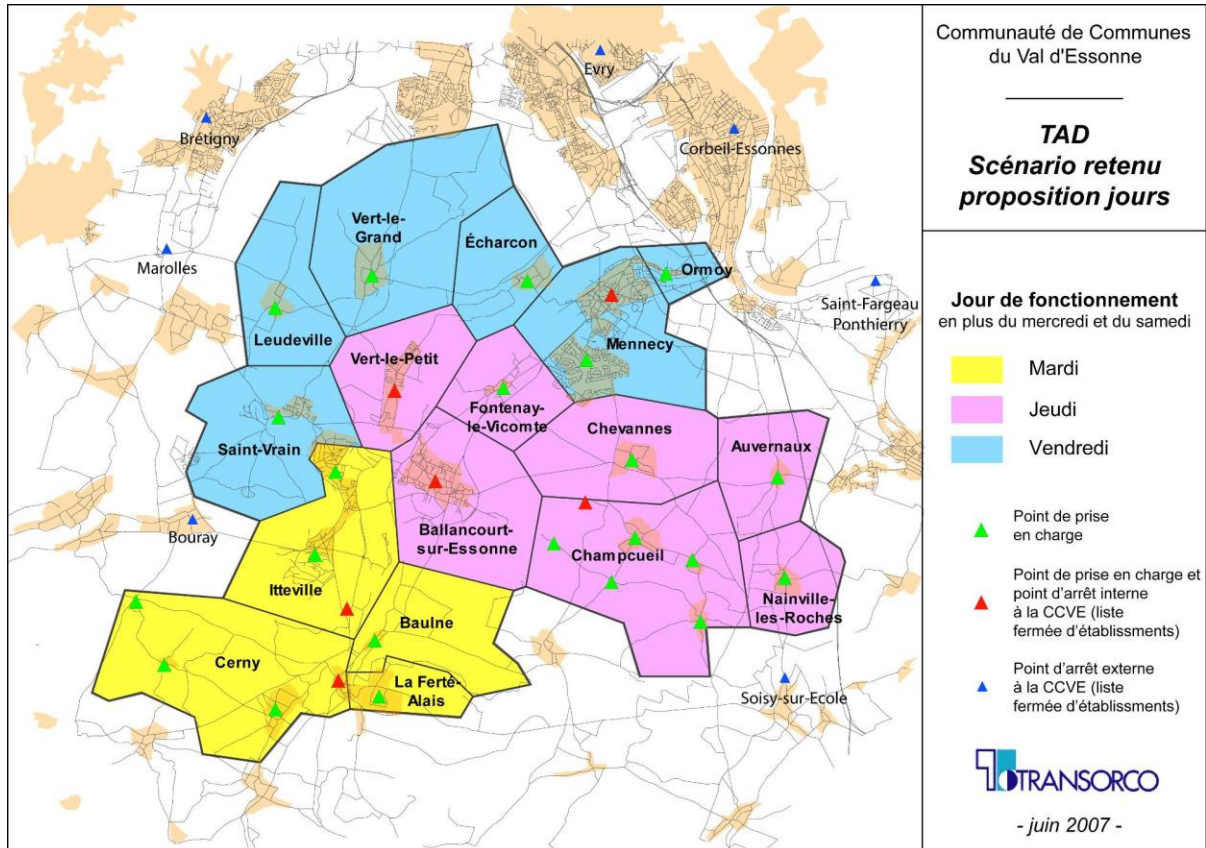 Evry
Brétigny
Corbeil-Essonnes
Vert-le-
Grand
Écharcon
Marolles
Ormoy
Saint-Fargeau
Ponthierry
Leudeville
Mennecy
Vert-le-Petit
Fontenay-
le-Vicomte
Chevannes
Auvernaux
Saint-Vrain
Bouray
Ballancourt-
sur-Essonne
Champcueil
Itteville
Nainville-
les-Roches
Baulne
Cerny
La Ferté-
Alais
Soisy-sur-Ecole
Communauté de Communes
du Val d'Essonne
TAD
Scénario retenu
proposition jours
Jour de fonctionnement
en plus du mercredi et du samedi
Mardi
Jeudi
Vendredi
Point de prise
en charge
Point de prise en charge et
point d'arrêt interne
à la CCVE (liste
fermée d'établissments)
Point d'arrêt externe
à la CCVE (liste
fermée d'établissments)
TRANSORCO
- juin 2007 -